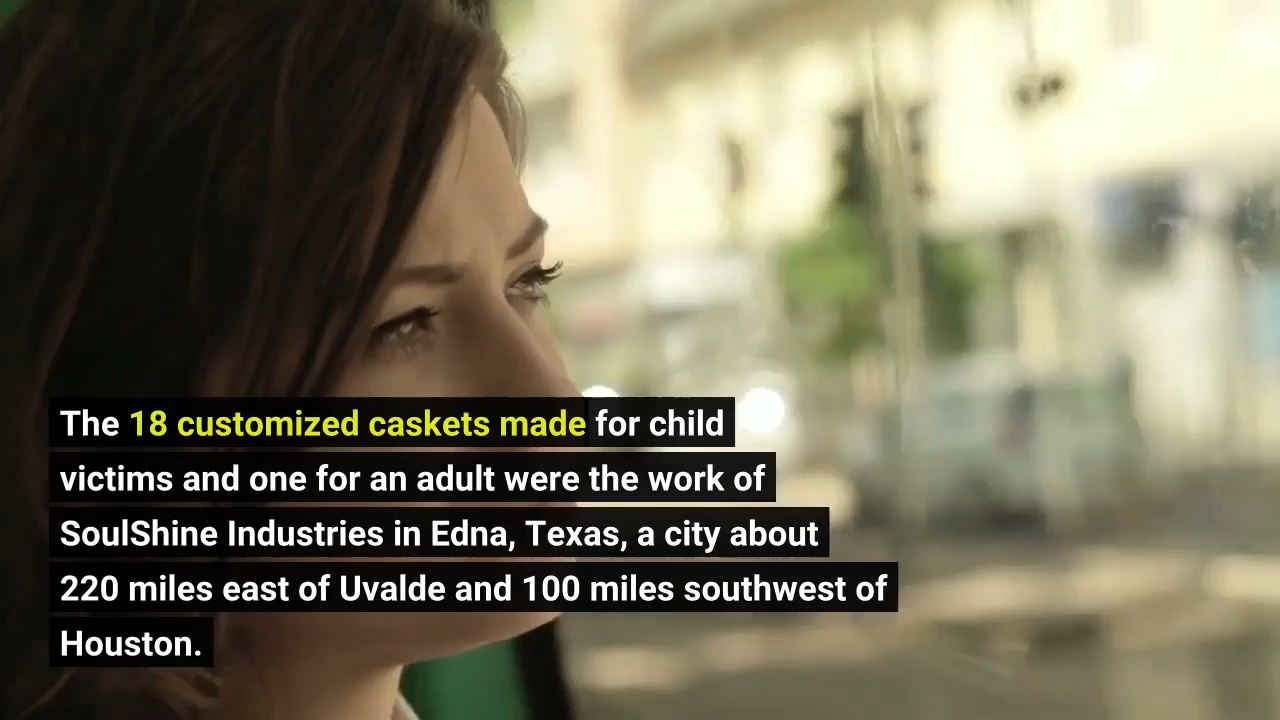 The 18 customized caskets made for child
victims and one for an adult were the work of
SoulShine Industries in Edna, Texas, a city about
220 miles east of Uvalde and 100 miles southwest of
Houston.